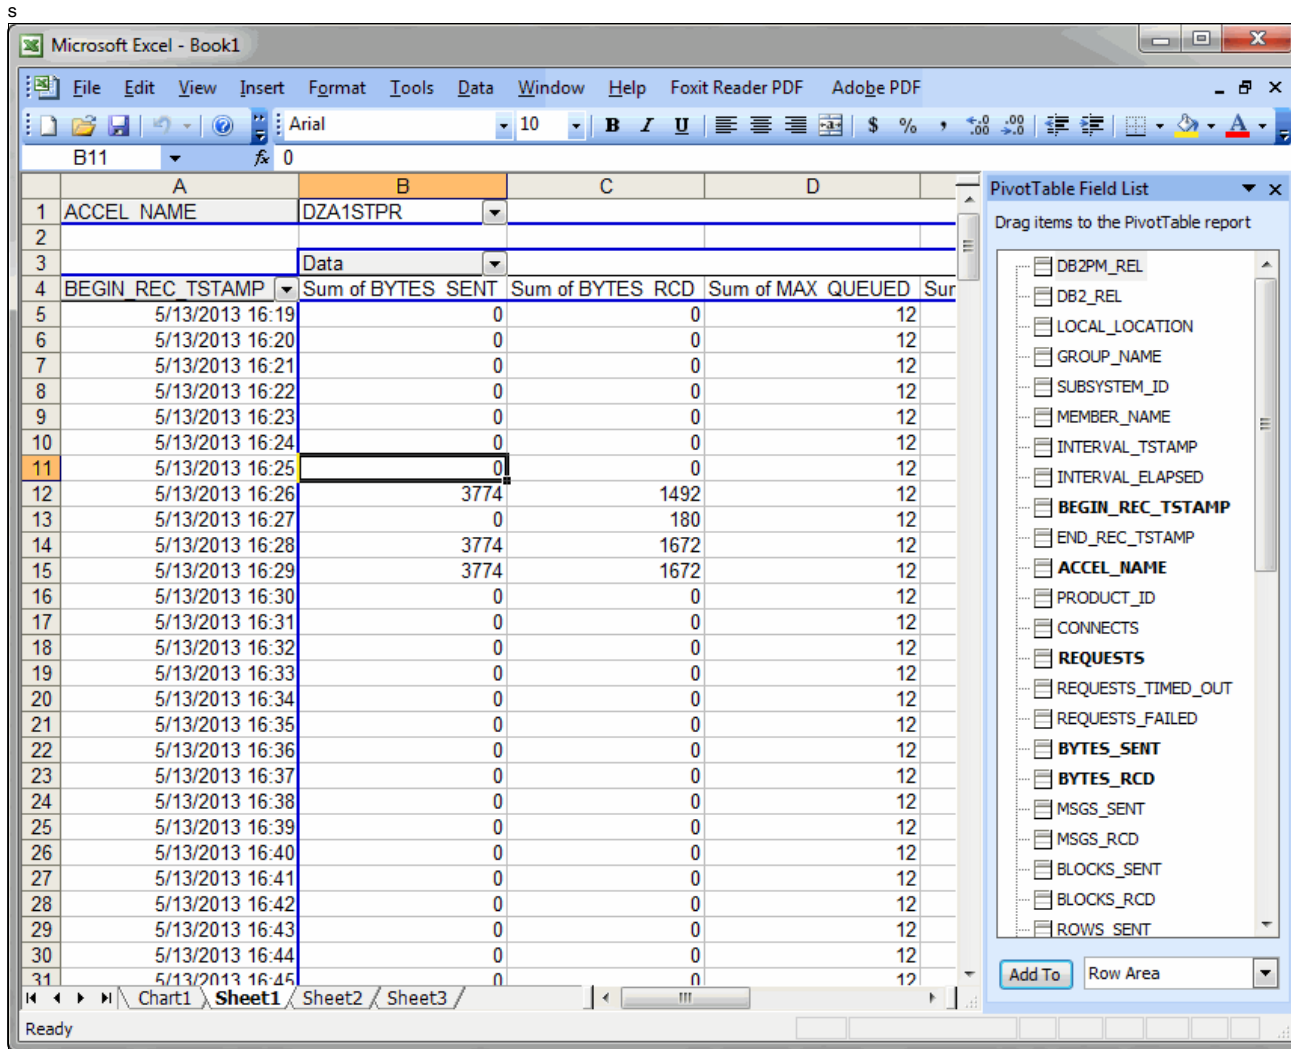 s
Microsoft Excel - Book1
File Edit View Insert Format Tools Data Window Help Foxit Reader PDF Adobe PDF
Arial 10 B I U $ % ,
B11 fx 0
A B C D
1 ACCEL_NAME DZA1STPR
2
3 Data
4 BEGIN_REC_TSTAMP Sum of BYTES_SENT Sum of BYTES_RCD Sum of MAX_QUEUED Sur
5 5/13/2013 16:19 0 0 12
6 5/13/2013 16:20 0 0 12
7 5/13/2013 16:21 0 0 12
8 5/13/2013 16:22 0 0 12
9 5/13/2013 16:23 0 0 12
10 5/13/2013 16:24 0 0 12
11 5/13/2013 16:25 0 0 12
12 5/13/2013 16:26 3774 1492 12
13 5/13/2013 16:27 0 180 12
14 5/13/2013 16:28 3774 1672 12
15 5/13/2013 16:29 3774 1672 12
16 5/13/2013 16:30 0 0 12
17 5/13/2013 16:31 0 0 12
18 5/13/2013 16:32 0 0 12
19 5/13/2013 16:33 0 0 12
20 5/13/2013 16:34 0 0 12
21 5/13/2013 16:35 0 0 12
22 5/13/2013 16:36 0 0 12
23 5/13/2013 16:37 0 0 12
24 5/13/2013 16:38 0 0 12
25 5/13/2013 16:39 0 0 12
26 5/13/2013 16:40 0 0 12
27 5/13/2013 16:41 0 0 12
28 5/13/2013 16:42 0 0 12
29 5/13/2013 16:43 0 0 12
30 5/13/2013 16:44 0 0 12
31 5/13/2013 16:45 0 0 12
Chart1 Sheet1 Sheet2 Sheet3
Ready
PivotTable Field List
Drag items to the PivotTable report
DB2PM_REL
DB2_REL
LOCAL_LOCATION
GROUP_NAME
SUBSYSTEM_ID
MEMBER_NAME
INTERVAL_TSTAMP
INTERVAL_ELAPSED
BEGIN_REC_TSTAMP
END_REC_TSTAMP
ACCEL_NAME
PRODUCT_ID
CONNECTS
REQUESTS
REQUESTS_TIMED_OUT
REQUESTS_FAILED
BYTES_SENT
BYTES_RCD
MSGS_SENT
MSGS_RCD
BLOCKS_SENT
BLOCKS_RCD
ROWS_SENT
Add To Row Area